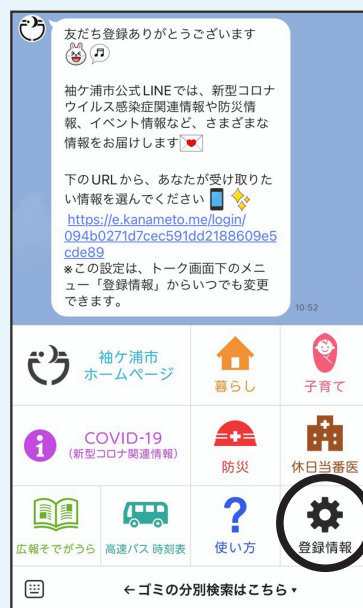 友だち登録ありがとうございます
袖ケ浦市公式LINEでは、新型コロナ
ウイルス感染症関連情報や防災情
報、イベント情報など、さまざまな
情報をお届けします
下のURLから、あなたが受け取りた
い情報を選んでください
https://e.kanameto.me/login/
094b0271d7cec591dd2188609e5
cde89
※この設定は、トーク画面下のメニ
ュー「登録情報」からいつでも変更
できます。
10:52
袖ケ浦市
ホームページ
暮らし
子育て
COVID-19
(新型コロナ関連情報)
防災
休日当番医
広報そでがうら
高速バス 時刻表
使い方
登録情報
←ゴミの分別検索はこちら▾